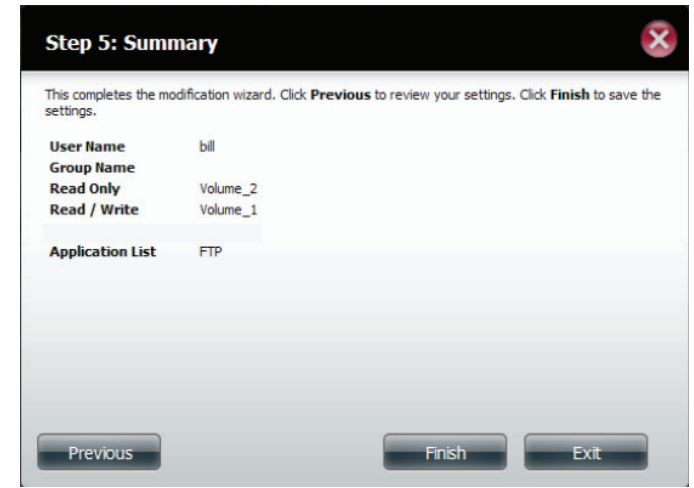 Step 5: Summary
This completes the modification wizard. Click Previous to review your settings. Click Finish to save the
settings.
User Name bill
Group Name
Read Only Volume_2
Read / Write Volume_1
Application List FTP
Previous Finish Exit